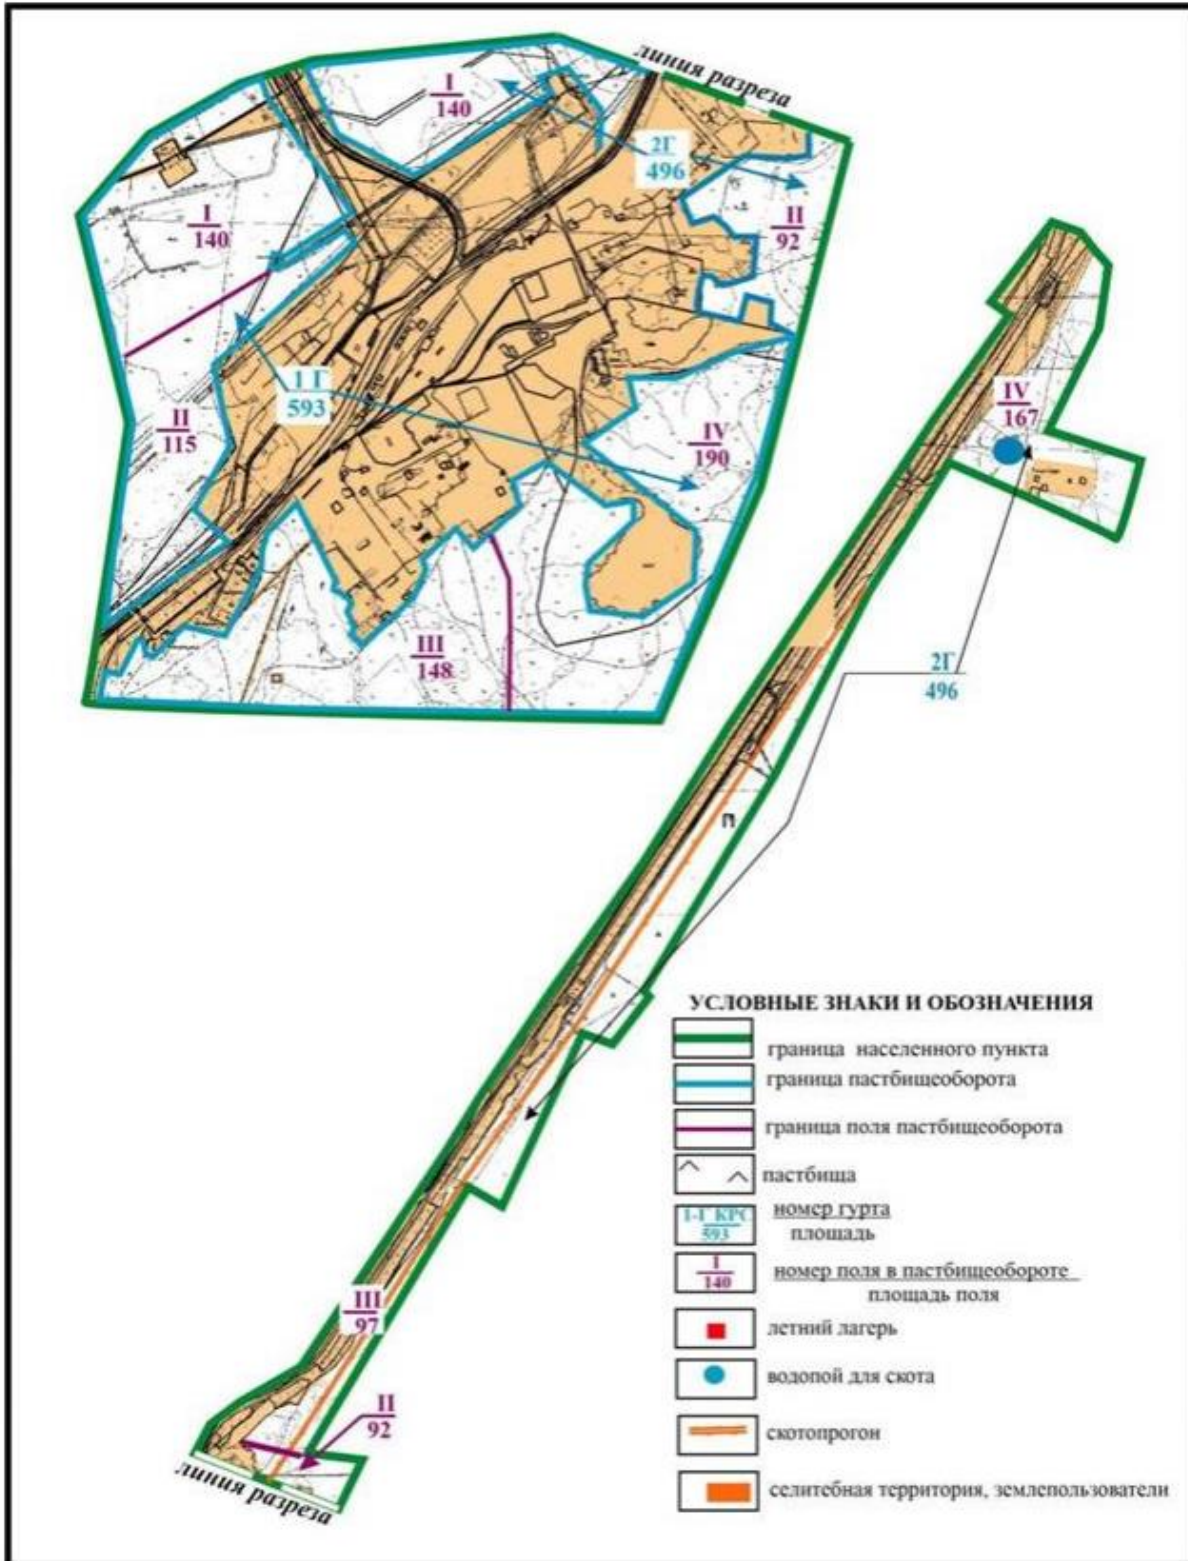 линия разреза
I
140
2Г
496
I
140
II
92
1 Г
593
II
115
IV
190
IV
167
III
148
2Г
496
III
97
II
92
линия разреза
УСЛОВНЫЕ ЗНАКИ И ОБОЗНАЧЕНИЯ
граница населенного пункта
граница пастбищеоборота
граница поля пастбищеоборота
пастбища
1-Г КРС
593
номер гурта
площадь
I
140
номер поля в пастбищеобороте
площадь поля
летний лагерь
водопой для скота
скотопрогон
селитебная территория, землепользователи